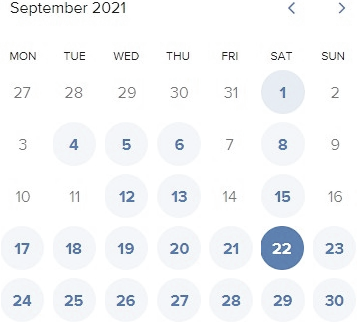 September 2021
MON TUE WED THU FRI SAT SUN
27 28 29 30 31 1 2
3 4 5 6 7 8 9
10 11 12 13 14 15 16
17 18 19 20 21 22 23
24 25 26 27 28 29 30